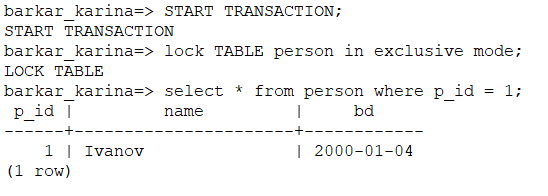 barkar_karina=> START TRANSACTION;
START TRANSACTION
barkar_karina=> lock TABLE person in exclusive mode;
LOCK TABLE
barkar_karina=> select * from person where p_id = 1;
 p_id |         name         |     bd
------+----------------------+------------
    1 | Ivanov               | 2000-01-04
(1 row)